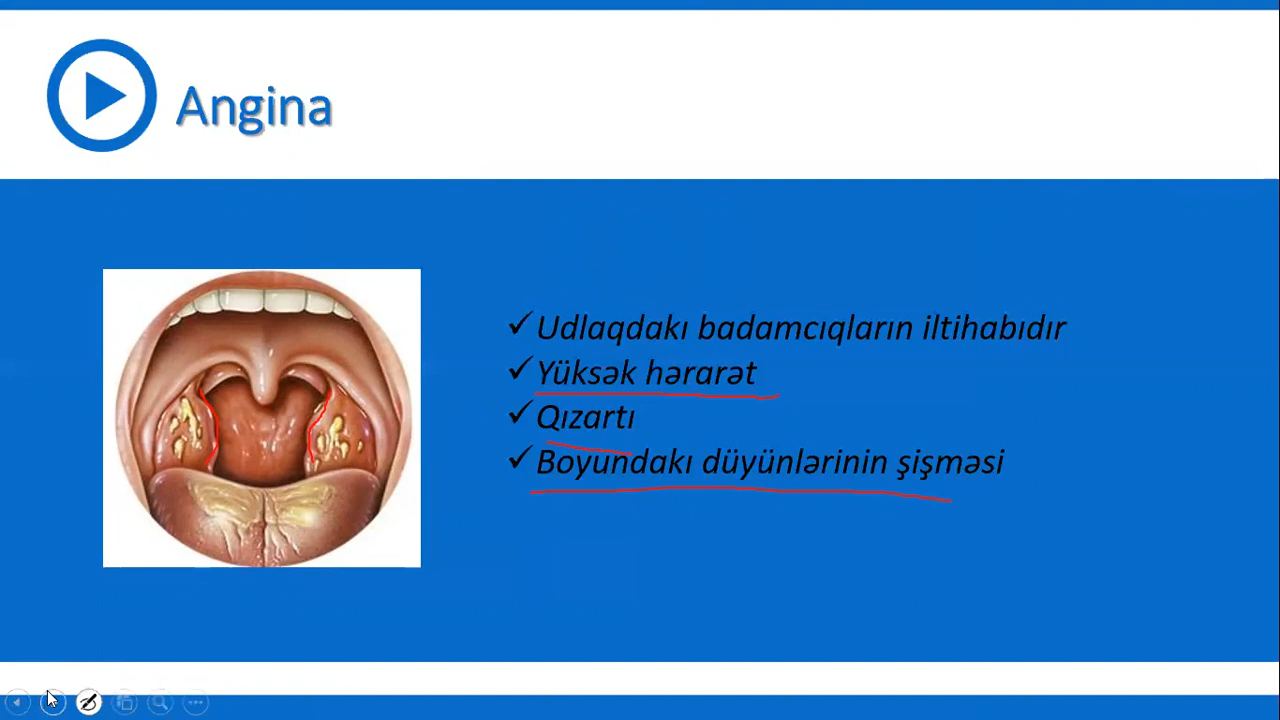 Angina
✓Udlaqdakı badamcıqların iltihabıdır
✓Yüksək hərarət
✓Qızartı
✓Boyundakı düyünlərinin şişməsi